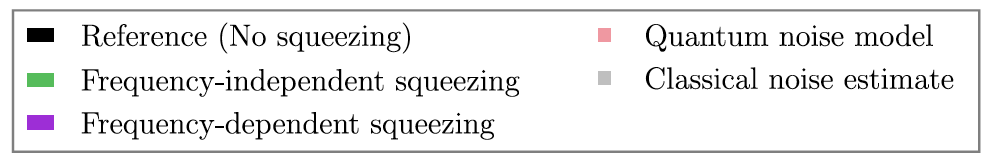 Reference (No squeezing)
Frequency-independent squeezing
Frequency-dependent squeezing
Quantum noise model
Classical noise estimate